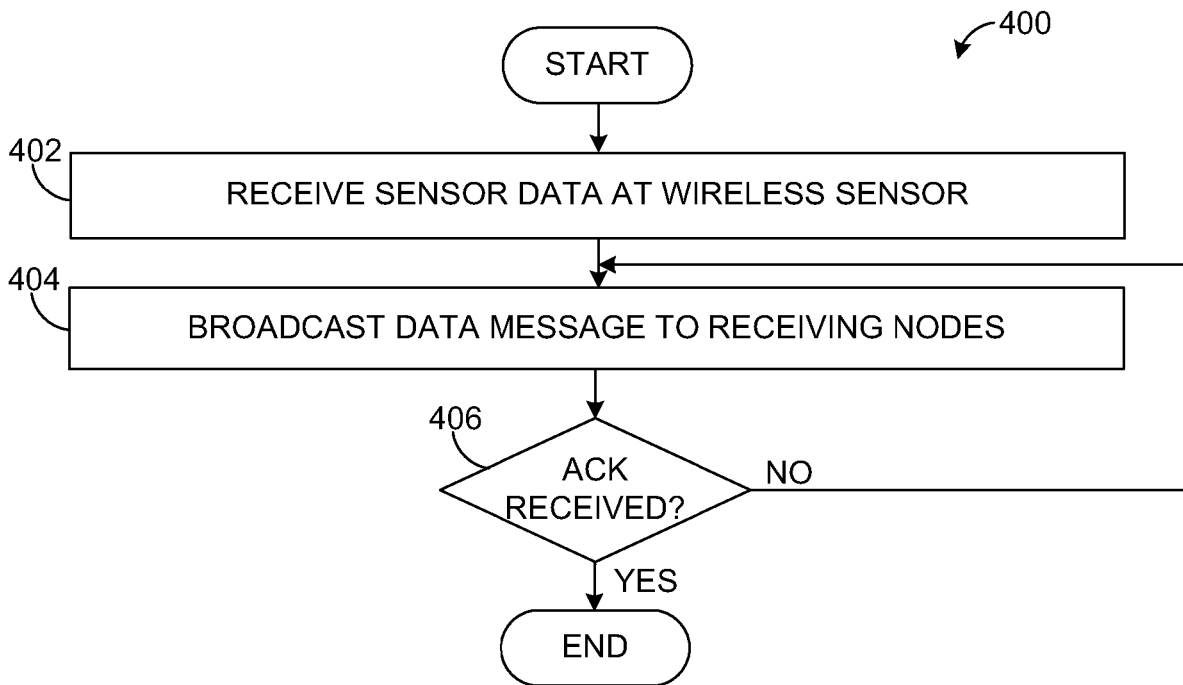 400
START
402
RECEIVE SENSOR DATA AT WIRELESS SENSOR
404
BROADCAST DATA MESSAGE TO RECEIVING NODES
406
ACK
RECEIVED?
NO
YES
END